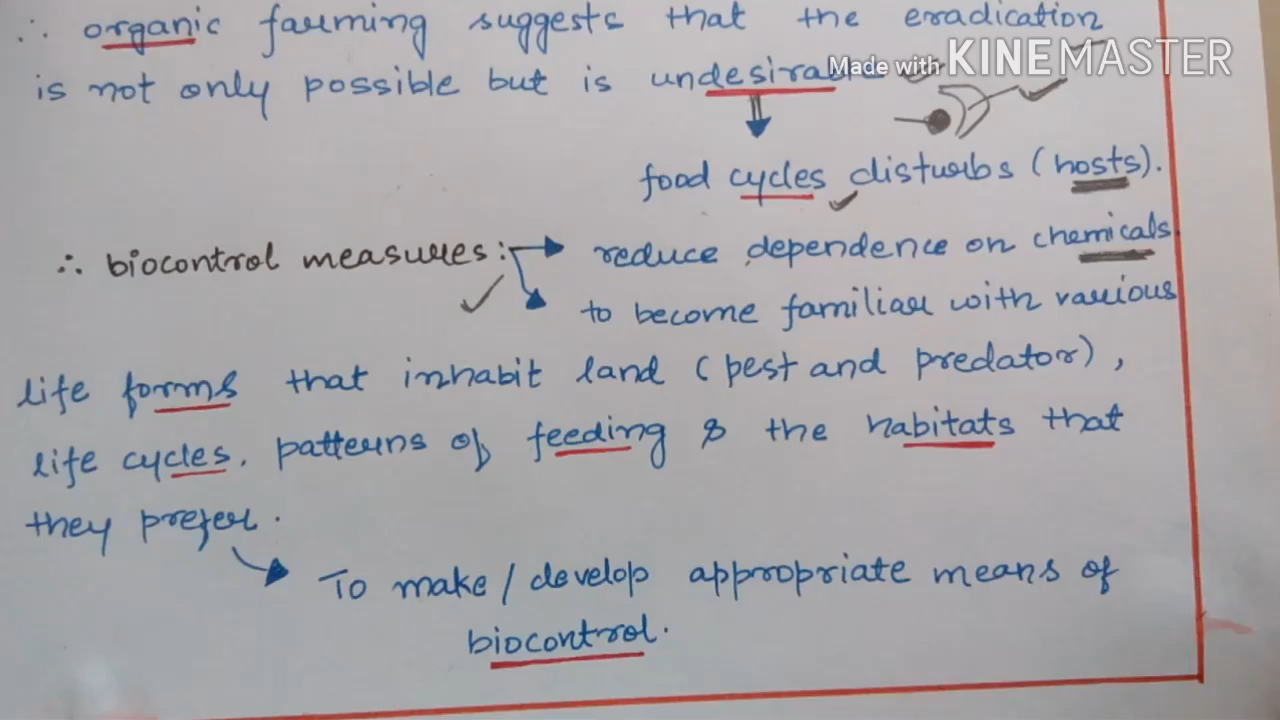 ∴ organic farming suggests that the eradication
is not only possible but is undesirab
Made with KINEMASTER
food cycles disturbs (hosts).
∴ biocontrol measures: reduce dependence on chemicals.
to become familiar with various
life forms that inhabit land (pest and predator),
life cycles, patterns of feeding & the habitats that
they prefer.
To make / develop appropriate means of
biocontrol.